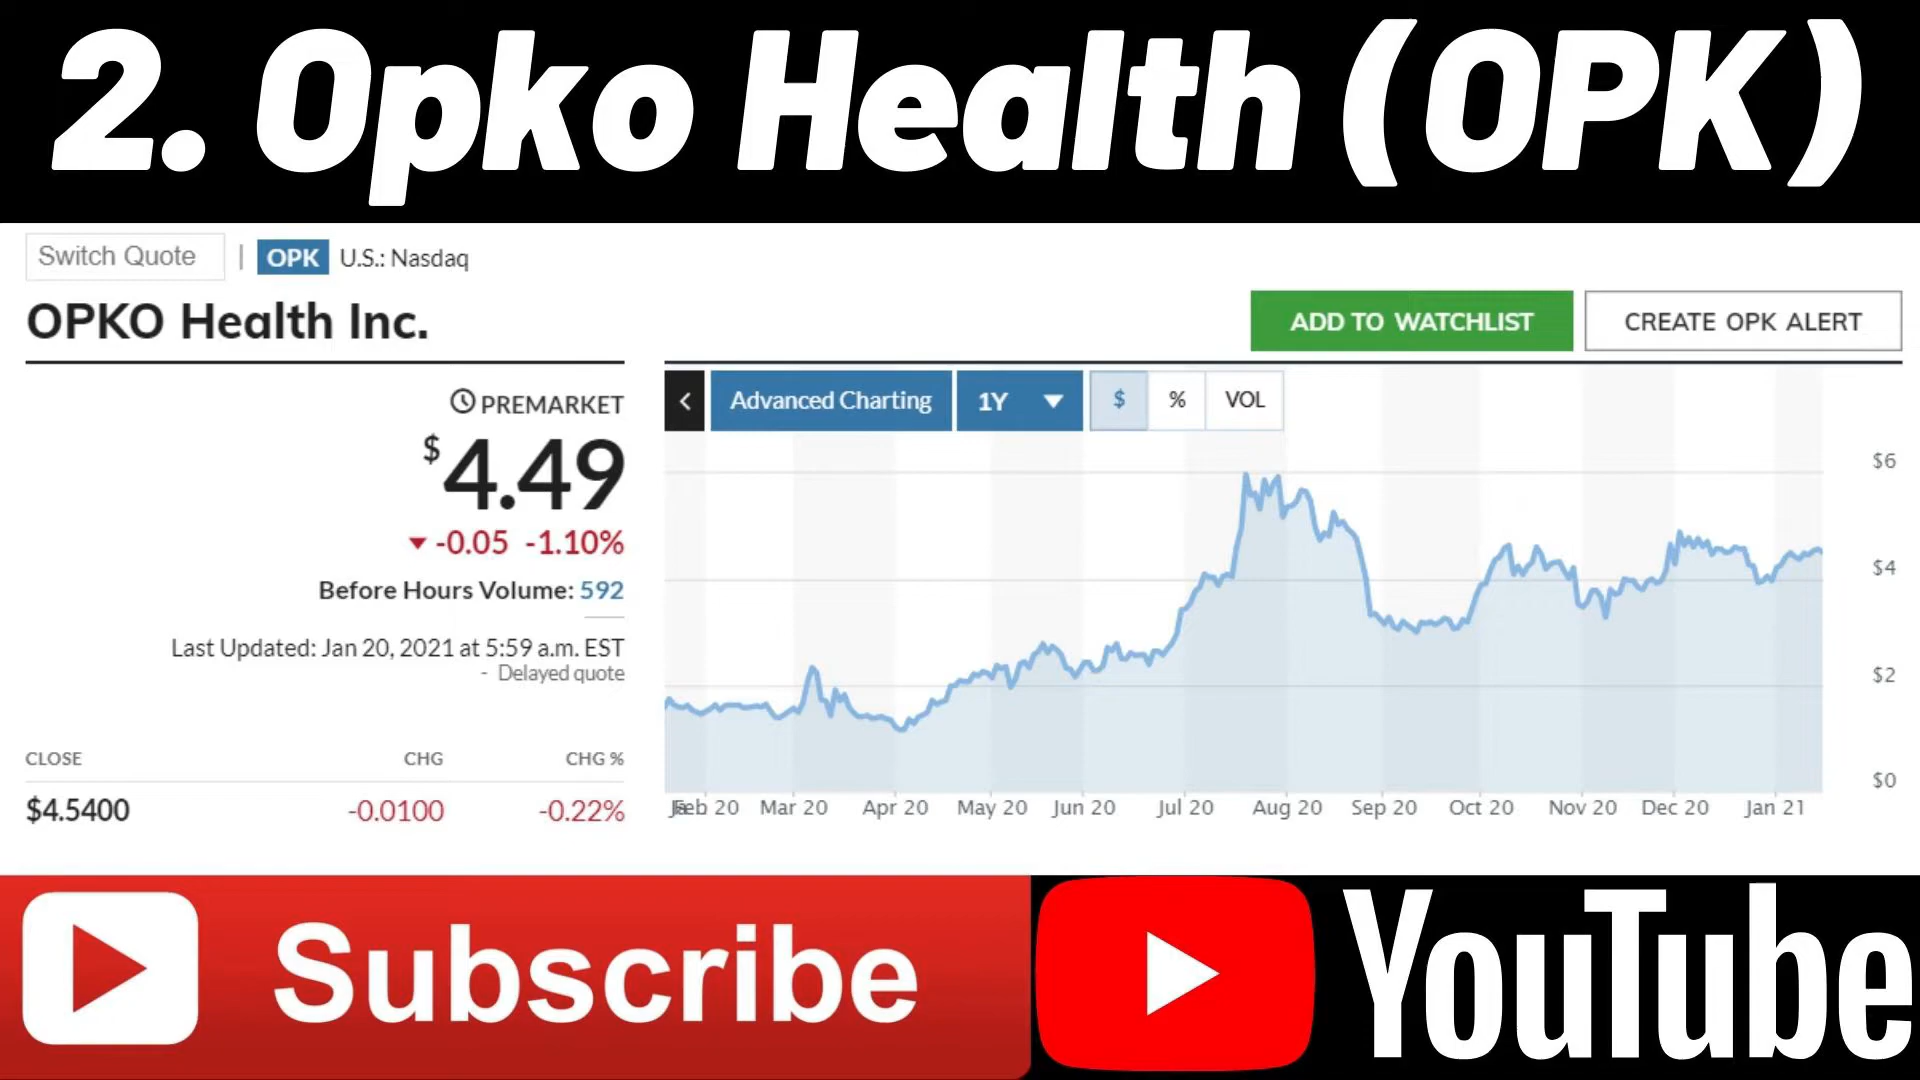 2. Opko Health (OPK)
Switch Quote | OPK U.S.: Nasdaq
OPKO Health Inc.
ADD TO WATCHLIST
CREATE OPK ALERT
PREMARKET
$4.49
-0.05 -1.10%
Before Hours Volume: 592
Last Updated: Jan 20, 2021 at 5:59 a.m. EST
- Delayed quote
CLOSE CHG CHG %
$4.5400 -0.0100 -0.22%
Advanced Charting 1Y $ % VOL
$6
$4
$2
$0
Feb 20 Mar 20 Apr 20 May 20 Jun 20 Jul 20 Aug 20 Sep 20 Oct 20 Nov 20 Dec 20 Jan 21
Subscribe
YouTube